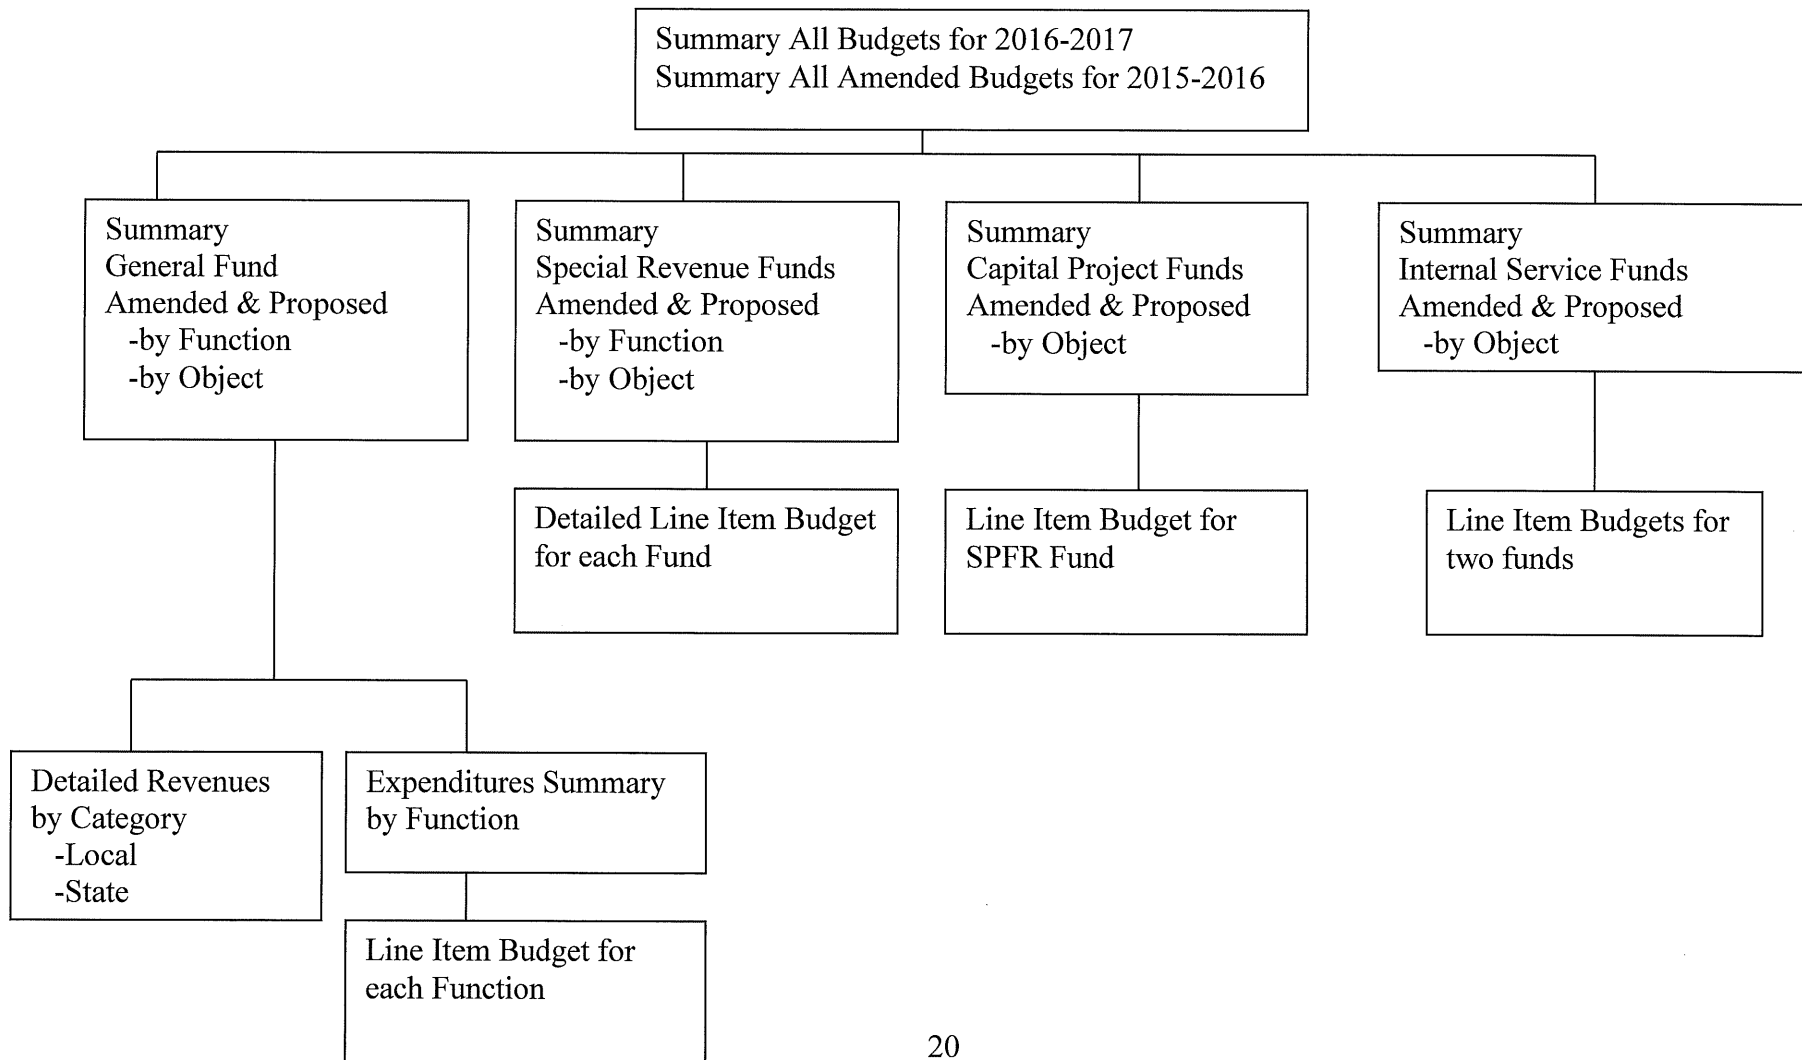 Summary All Budgets for 2016-2017
Summary All Amended Budgets for 2015-2016
Summary
General Fund
Amended & Proposed
-by Function
-by Object
Summary
Special Revenue Funds
Amended & Proposed
-by Function
-by Object
Summary
Capital Project Funds
Amended & Proposed
-by Object
Summary
Internal Service Funds
Amended & Proposed
-by Object
Detailed Line Item Budget
for each Fund
Line Item Budget for
SPFR Fund
Line Item Budgets for
two funds
Detailed Revenues
by Category
-Local
-State
Expenditures Summary
by Function
Line Item Budget for
each Function
20